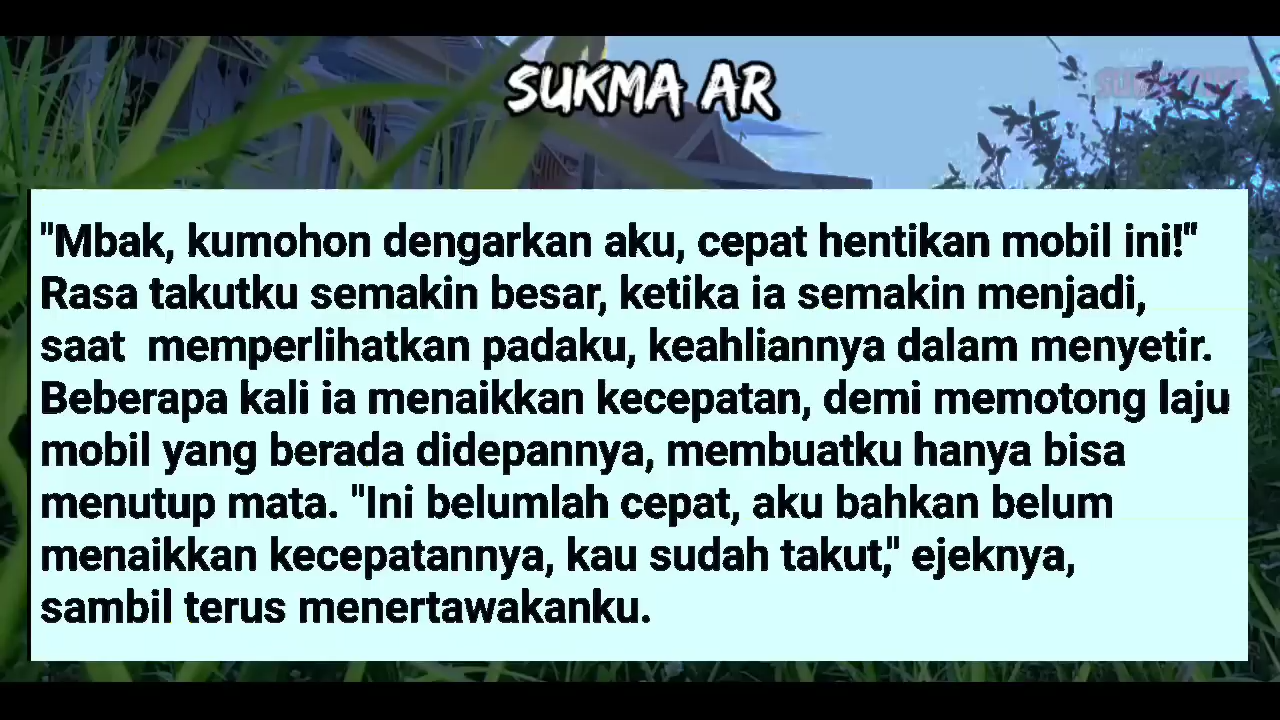 SUKMA AR
"Mbak, kumohon dengarkan aku, cepat hentikan mobil ini!"
Rasa takutku semakin besar, ketika ia semakin menjadi,
saat  memperlihatkan padaku, keahliannya dalam menyetir.
Beberapa kali ia menaikkan kecepatan, demi memotong laju
mobil yang berada didepannya, membuatku hanya bisa
menutup mata. "Ini belumlah cepat, aku bahkan belum
menaikkan kecepatannya, kau sudah takut," ejeknya,
sambil terus menertawakanku.